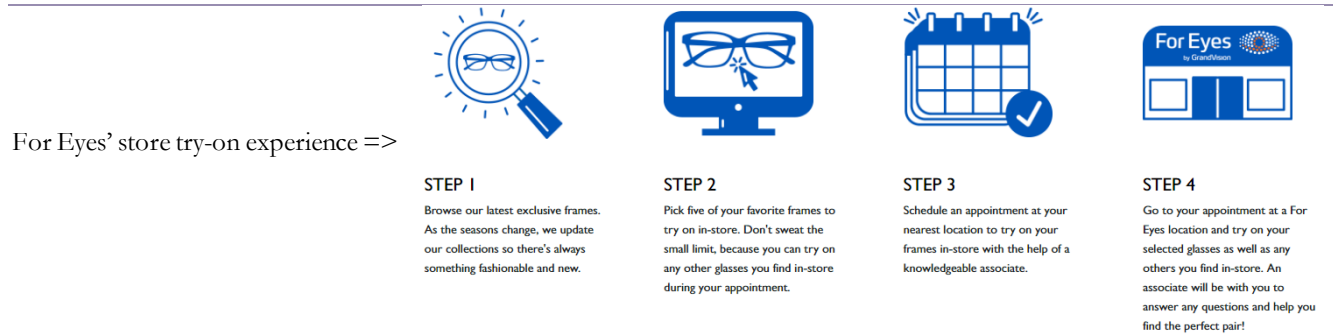 For Eyes’ store try-on experience =>
STEP 1
Browse our latest exclusive frames.
As the seasons change, we update
our collections so there's always
something fashionable and new.
STEP 2
Pick five of your favorite frames to
try on in-store. Don't sweat the
small limit, because you can try on
any other glasses you find in-store
during your appointment.
STEP 3
Schedule an appointment at your
nearest location to try on your
frames in-store with the help of a
knowledgeable associate.
For Eyes
by GrandVision
STEP 4
Go to your appointment at a For
Eyes location and try on your
selected glasses as well as any
others you find in-store. An
associate will be with you to
answer any questions and help you
find the perfect pair!